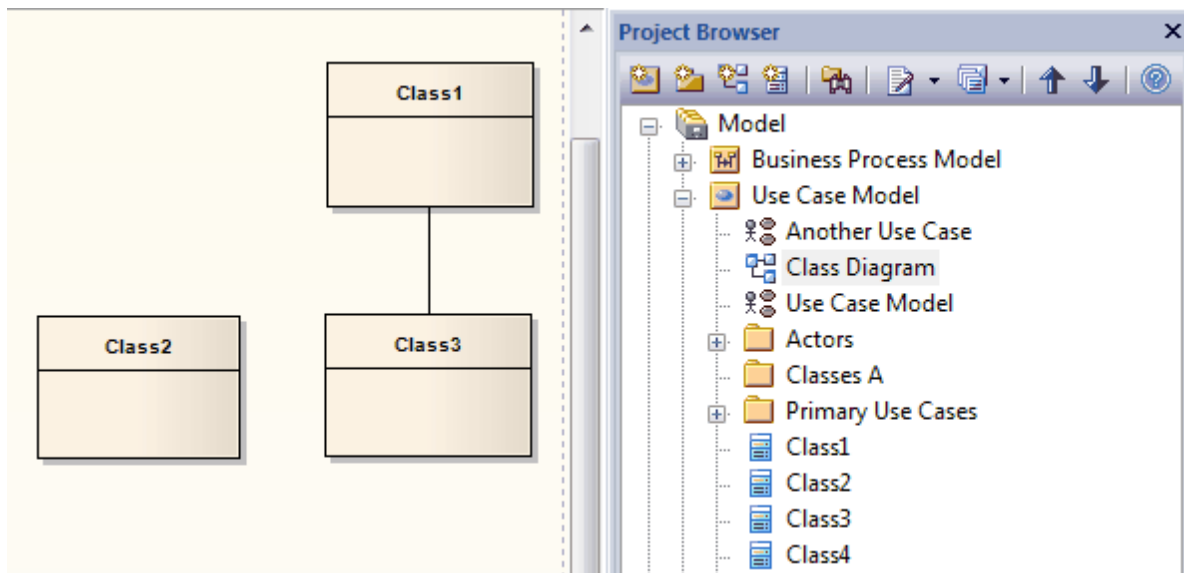 Class1
Class2
Class3
Project Browser
Model
Business Process Model
Use Case Model
Another Use Case
Class Diagram
Use Case Model
Actors
Classes A
Primary Use Cases
Class1
Class2
Class3
Class4